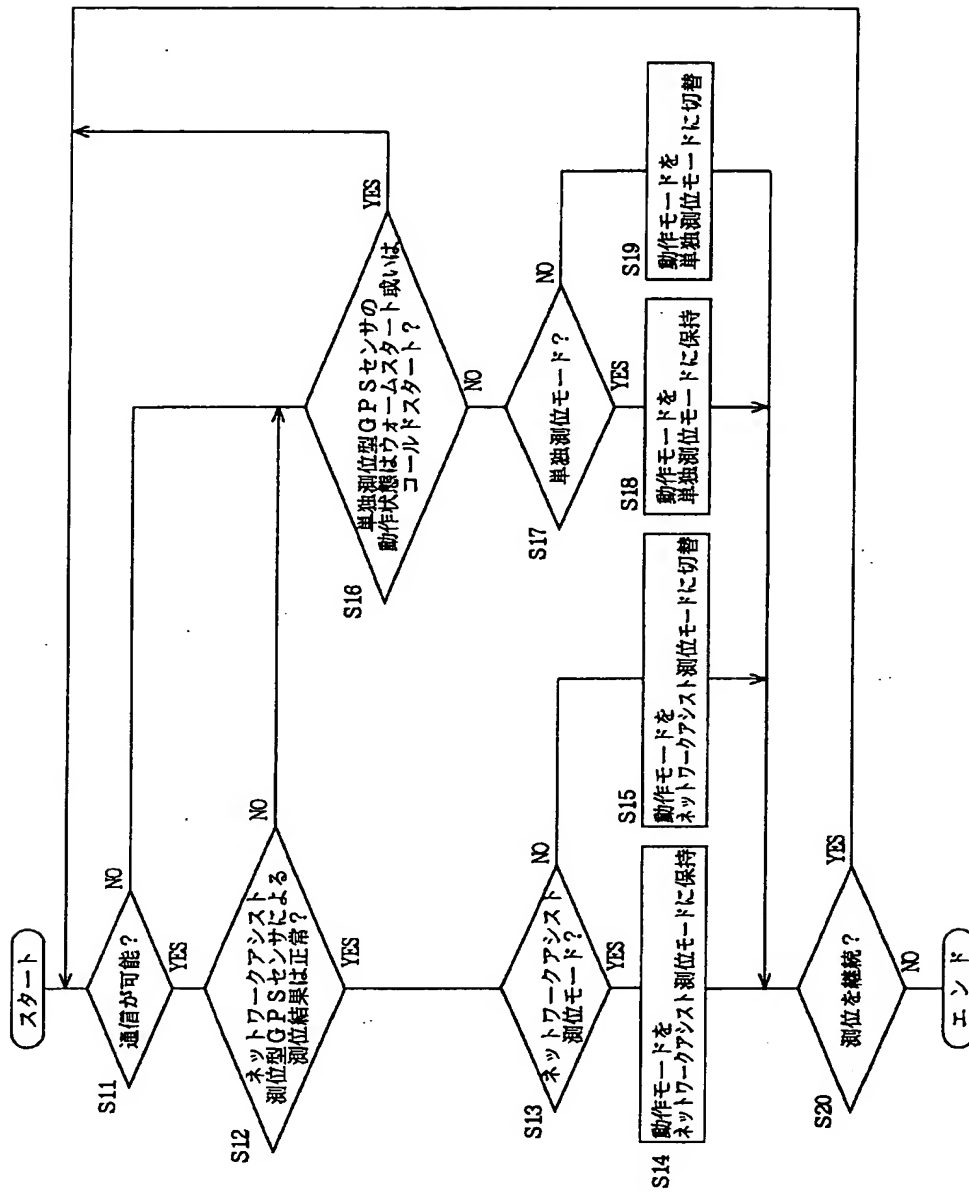 スタート
S11
通信が可能？
NO
YES
S12
ネットワークアシスト
測位型GPSセンサによる
測位結果は正常？
NO
YES
S13
ネットワークアシスト
測位モード？
NO
YES
S14
動作モードを
ネットワークアシスト測位モードに保持
S15
動作モードを
ネットワークアシスト測位モードに切替
S16
単独測位型GPSセンサの
動作状態はウォームスタート或いは
コールドスタート？
YES
NO
S17
単独測位モード？
NO
YES
S18
動作モードを
単独測位モードに保持
S19
動作モードを
単独測位モードに切替
S20
測位を継続？
YES
NO
エンド